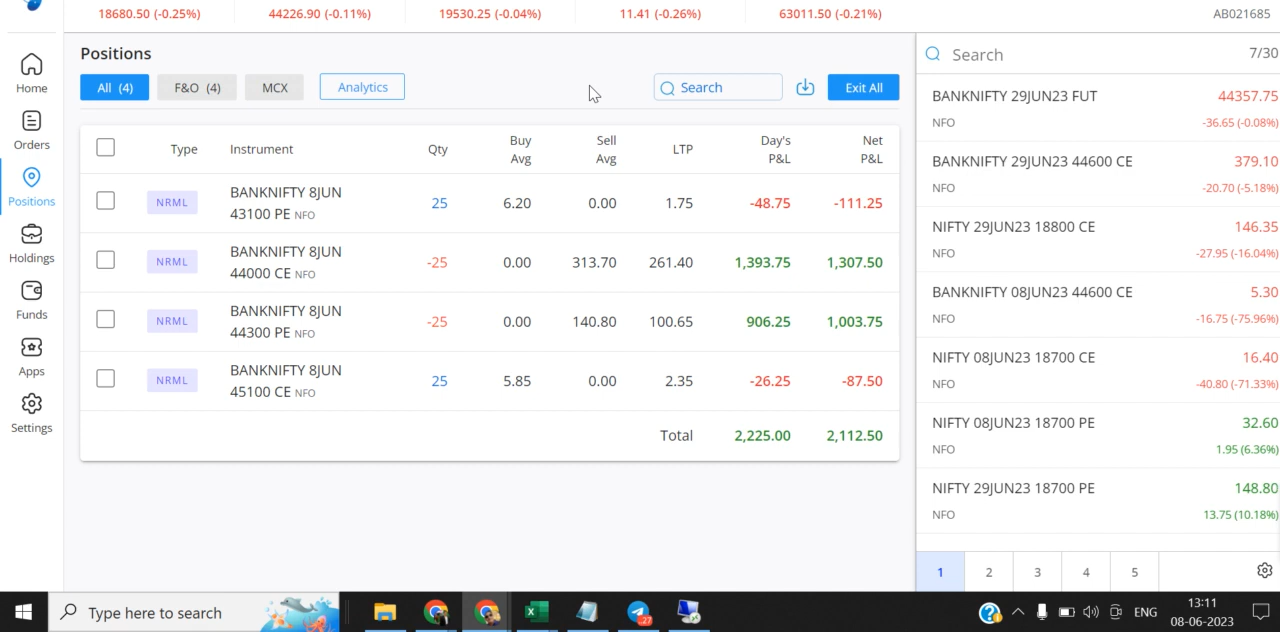 18680.50 (-0.25%) 44226.90 (-0.11%) 19530.25 (-0.04%) 11.41 (-0.26%) 63011.50 (-0.21%) AB021685
Home
Orders
Positions
Holdings
Funds
Apps
Settings
Positions
All (4) F&O (4) MCX Analytics Search Exit All
Type Instrument Qty Buy Avg Sell Avg LTP Day's P&L Net P&L
NRML BANKNIFTY 8JUN 43100 PE NFO 25 6.20 0.00 1.75 -48.75 -111.25
NRML BANKNIFTY 8JUN 44000 CE NFO -25 0.00 313.70 261.40 1,393.75 1,307.50
NRML BANKNIFTY 8JUN 44300 PE NFO -25 0.00 140.80 100.65 906.25 1,003.75
NRML BANKNIFTY 8JUN 45100 CE NFO 25 5.85 0.00 2.35 -26.25 -87.50
Total 2,225.00 2,112.50
Search 7/30
BANKNIFTY 29JUN23 FUT 44357.75
NFO -36.65 (-0.08%)
BANKNIFTY 29JUN23 44600 CE 379.10
NFO -20.70 (-5.18%)
NIFTY 29JUN23 18800 CE 146.35
NFO -27.95 (-16.04%)
BANKNIFTY 08JUN23 44600 CE 5.30
NFO -16.75 (-75.96%)
NIFTY 08JUN23 18700 CE 16.40
NFO -40.80 (-71.33%)
NIFTY 08JUN23 18700 PE 32.60
NFO 1.95 (6.36%)
NIFTY 29JUN23 18700 PE 148.80
NFO 13.75 (10.18%)
1 2 3 4 5
Type here to search
27
ENG
13:11
08-06-2023